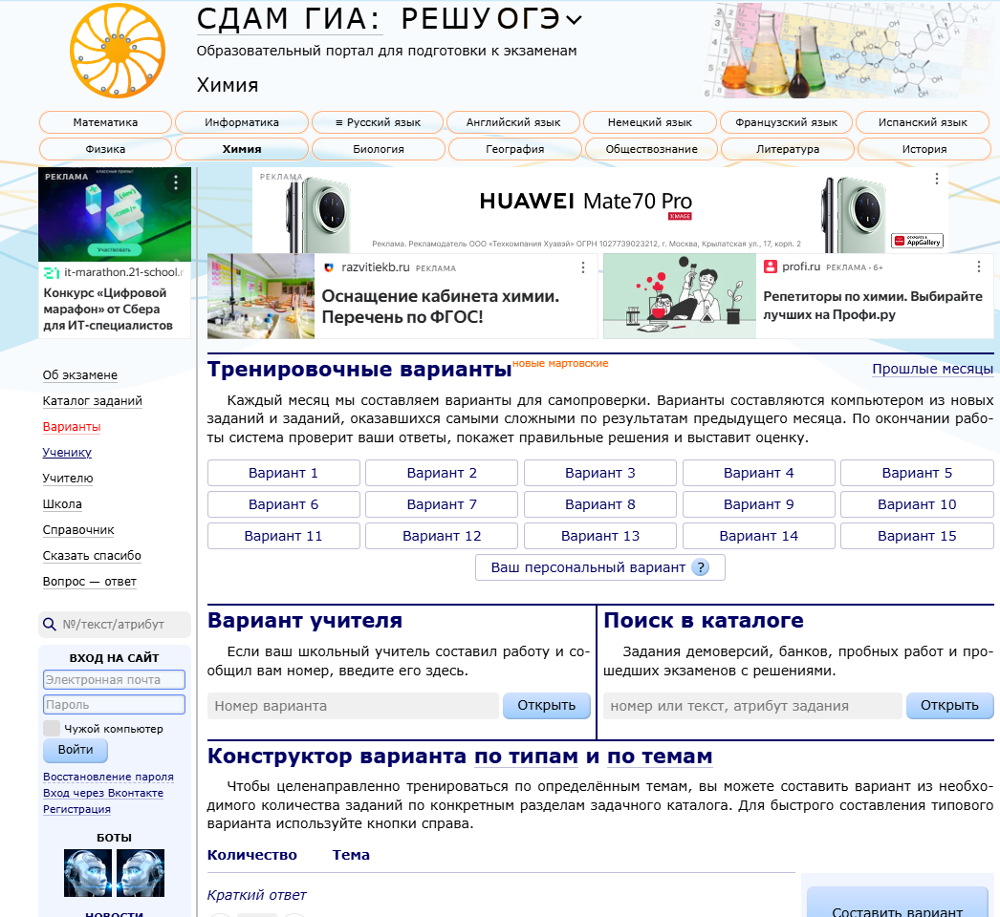 СДАМ ГИА: РЕШУ ОГЭ
Образовательный портал для подготовки к экзаменам
Химия
Математика
Информатика
≡ Русский язык
Английский язык
Немецкий язык
Французский язык
Испанский язык
Физика
Химия
Биология
География
Обществознание
Литература
История
РЕКЛАМА
Участвовать
it-marathon.21-school.r
Конкурс «Цифровой
марафон» от Сбера
для ИТ-специалистов
РЕКЛАМА
HUAWEI Mate70 Pro
XMAGE
Реклама. Рекламодатель ООО «Техкомпания Хуавэй» ОГРН 1027739023212, г. Москва, Крылатская ул., 17, корп. 2
AppGallery
razvitiekb.ru РЕКЛАМА
Оснащение кабинета химии.
Перечень по ФГОС!
profi.ru РЕКЛАМА • 6+
Репетиторы по химии. Выбирайте
лучших на Профи.ру
Об экзамене
Каталог заданий
Варианты
Ученику
Учителю
Школа
Справочник
Сказать спасибо
Вопрос — ответ
№/текст/атрибут
ВХОД НА САЙТ
Электронная почта
Пароль
Чужой компьютер
Войти
Восстановление пароля
Вход через Вконтакте
Регистрация
БОТЫ
НОВОСТИ
Тренировочные варианты новые мартовские
Прошлые месяцы
Каждый месяц мы составляем варианты для самопроверки. Варианты составляются компьютером из новых
заданий и заданий, оказавшихся самыми сложными по результатам предыдущего месяца. По окончании рабо-
ты система проверит ваши ответы, покажет правильные решения и выставит оценку.
Вариант 1
Вариант 2
Вариант 3
Вариант 4
Вариант 5
Вариант 6
Вариант 7
Вариант 8
Вариант 9
Вариант 10
Вариант 11
Вариант 12
Вариант 13
Вариант 14
Вариант 15
Ваш персональный вариант ?
Вариант учителя
Если ваш школьный учитель составил работу и со-
общил вам номер, введите его здесь.
Номер варианта
Открыть
Поиск в каталоге
Задания демоверсий, банков, пробных работ и про-
шедших экзаменов с решениями.
номер или текст, атрибут задания
Открыть
Конструктор варианта по типам и по темам
Чтобы целенаправленно тренироваться по определённым темам, вы можете составить вариант из необхо-
димого количества заданий по конкретным разделам задачного каталога. Для быстрого составления типового
варианта используйте кнопки справа.
Количество
Тема
Краткий ответ
Составить вариант